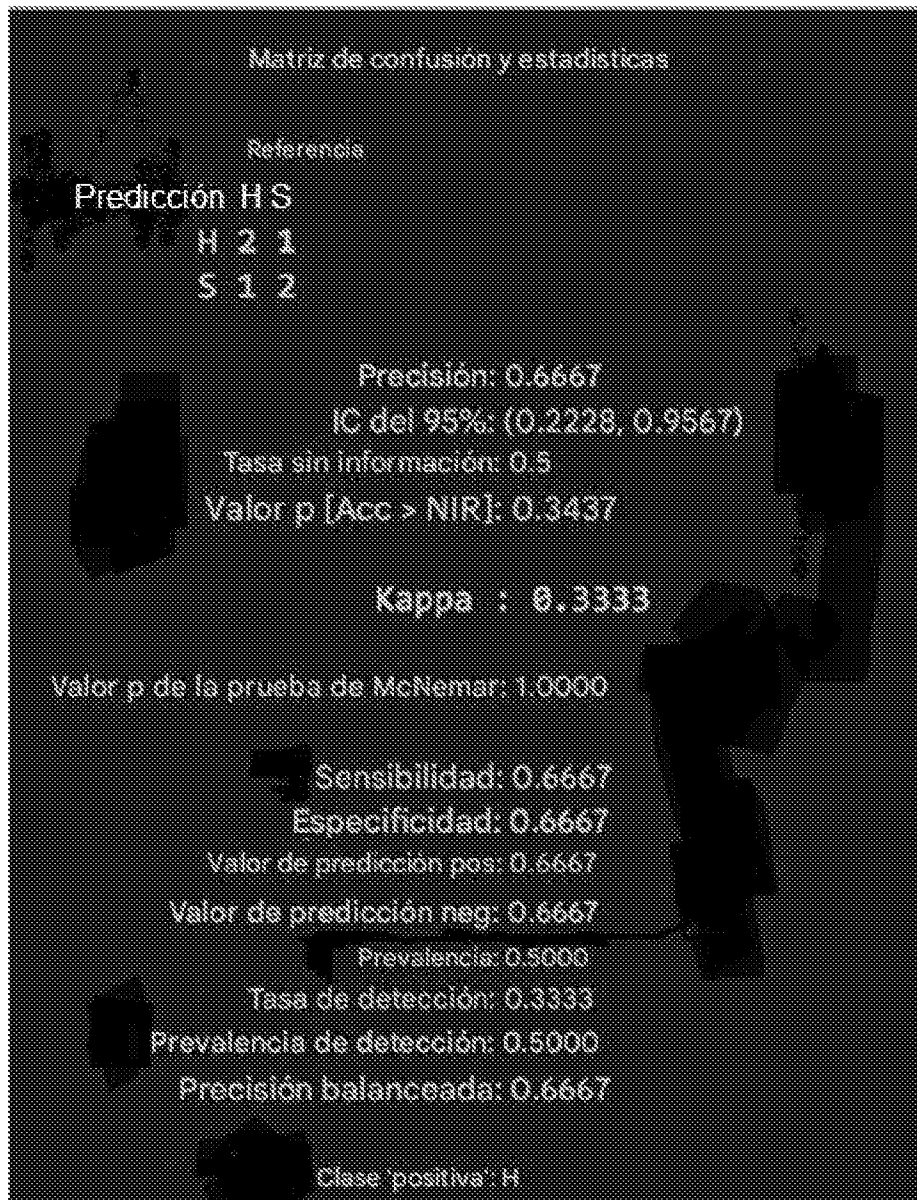 Matriz de confusión y estadísticas
Referencia
Predicción H S
H 2 1
S 1 2
Precisión: 0.6667
IC del 95%: (0.2228, 0.9567)
Tasa sin información: 0.5
Valor p [Acc > NIR]: 0.3437
Kappa : 0.3333
Valor p de la prueba de McNemar: 1.0000
Sensibilidad: 0.6667
Especificidad: 0.6667
Valor de predicción pos: 0.6667
Valor de predicción neg: 0.6667
Prevalencia: 0.5000
Tasa de detección: 0.3333
Prevalencia de detección: 0.5000
Precisión balanceada: 0.6667
Clase 'positiva': H